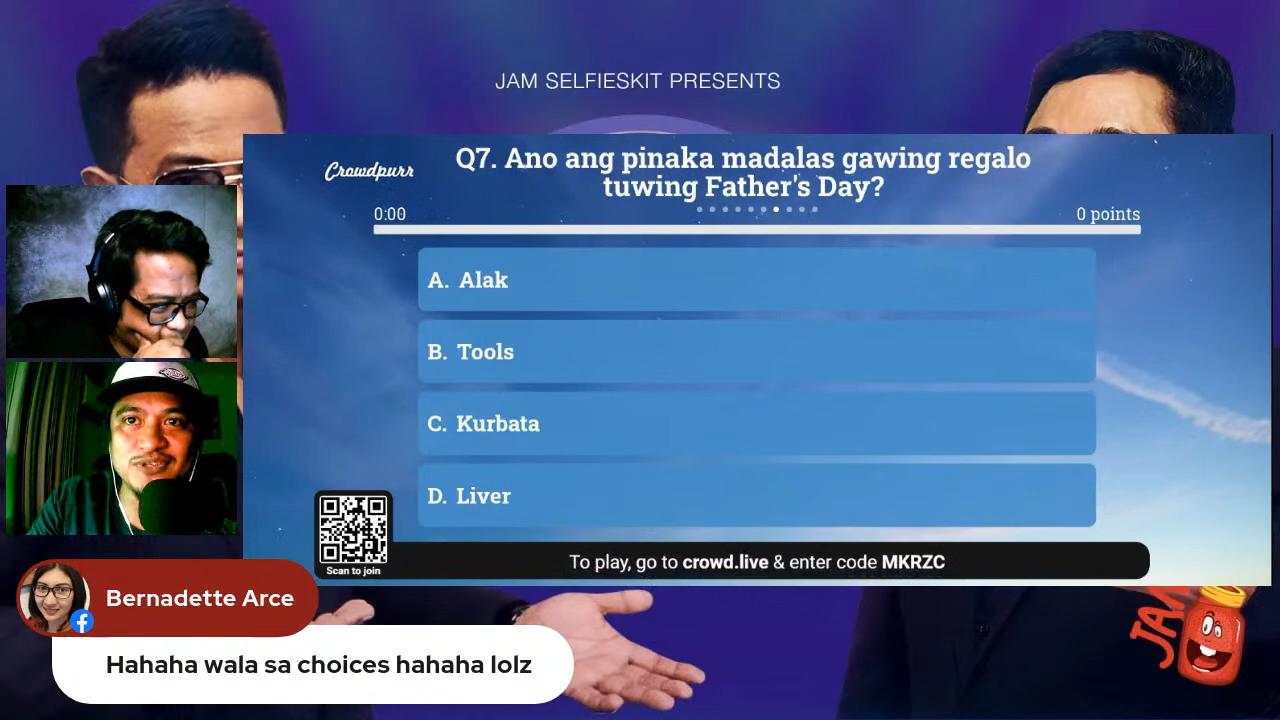 JAM SELFIESKIT PRESENTS
Crowdpurr
Q7. Ano ang pinaka madalas gawing regalo
tuwing Father's Day?
0:00
0 points
A. Alak
B. Tools
C. Kurbata
D. Liver
Scan to join
To play, go to crowd.live & enter code MKRZC
Bernadette Arce
Hahaha wala sa choices hahaha lolz
JAM